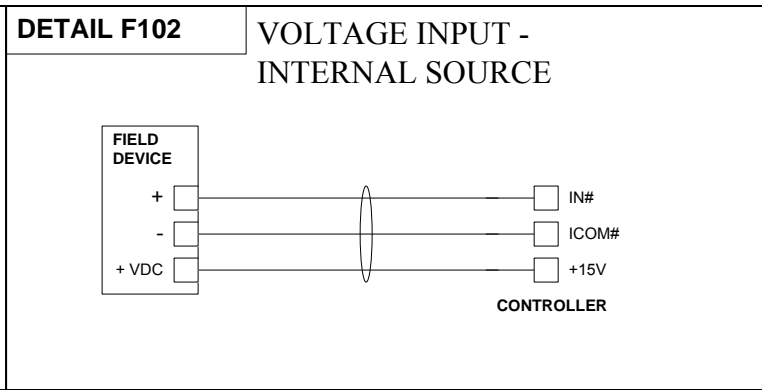 DETAIL F102
VOLTAGE INPUT -
INTERNAL SOURCE
FIELD
DEVICE
+
IN#
-
ICOM#
+ VDC
+15V
CONTROLLER